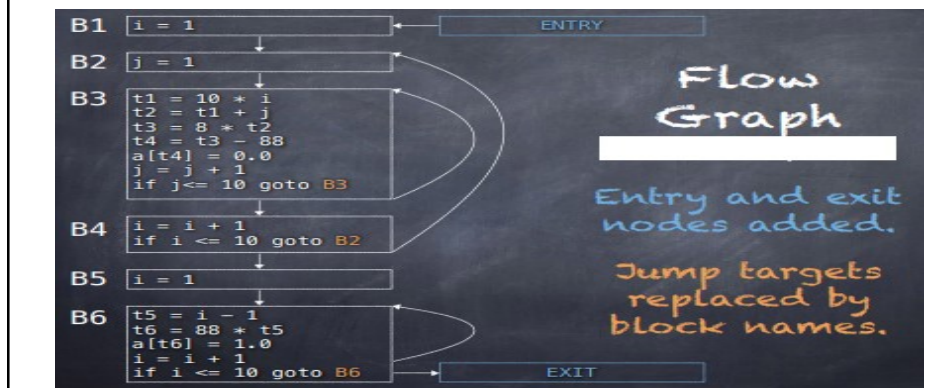 B1
i = 1
ENTRY
B2
j = 1
B3
t1 = 10 * i
t2 = t1 + j
t3 = 8 * t2
t4 = t3 - 88
a[t4] = 0.0
j = j + 1
if j<= 10 goto B3
B4
i = i + 1
if i <= 10 goto B2
B5
i = 1
B6
t5 = i - 1
t6 = 88 * t5
a[t6] = 1.0
i = i + 1
if i <= 10 goto B6
EXIT
Flow
Graph
Entry and exit
nodes added.
Jump targets
replaced by
block names.